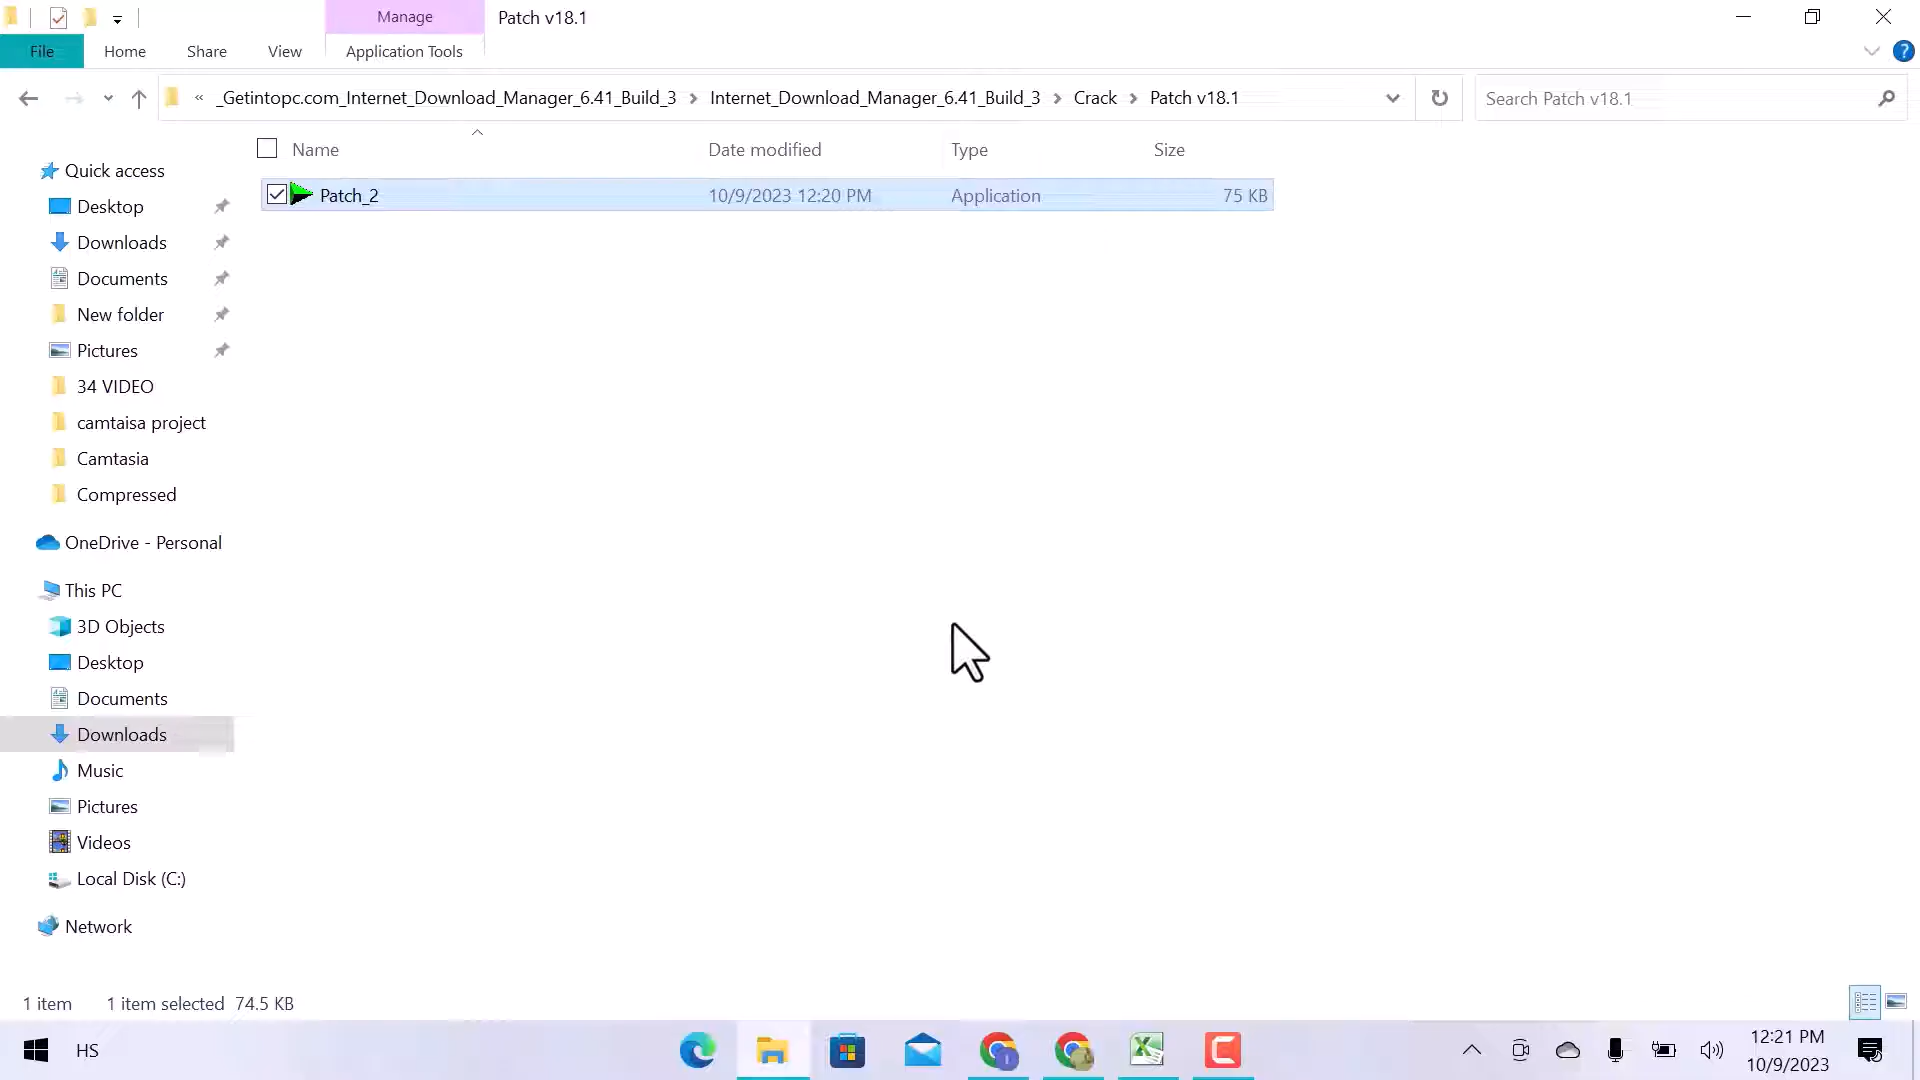 Manage
Patch v18.1
File
Home
Share
View
Application Tools
?
« _Getintopc.com_Internet_Download_Manager_6.41_Build_3 > Internet_Download_Manager_6.41_Build_3 > Crack > Patch v18.1
Search Patch v18.1
Name
Date modified
Type
Size
Patch_2
10/9/2023 12:20 PM
Application
75 KB
Quick access
Desktop
Downloads
Documents
New folder
Pictures
34 VIDEO
camtaisa project
Camtasia
Compressed
OneDrive - Personal
This PC
3D Objects
Desktop
Documents
Downloads
Music
Pictures
Videos
Local Disk (C:)
Network
1 item
1 item selected 74.5 KB
HS
12:21 PM
10/9/2023